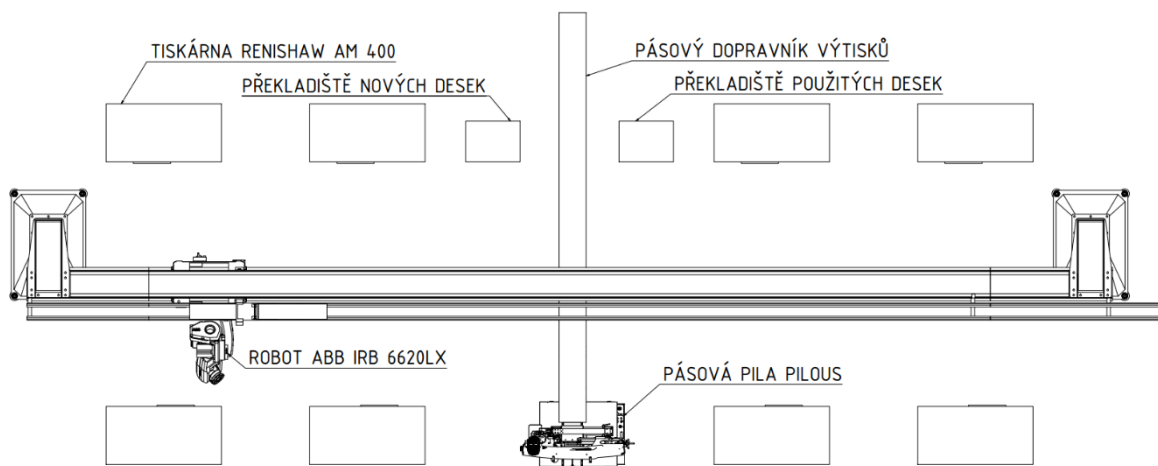 TISKÁRNA RENISHAW AM 400
PÁSOVÝ DOPRAVNÍK VÝTISKŮ
PŘEKLADIŠTĚ NOVÝCH DESEK
PŘEKLADIŠTĚ POUŽITÝCH DESEK
ROBOT ABB IRB 6620LX
PÁSOVÁ PILA PILOUS